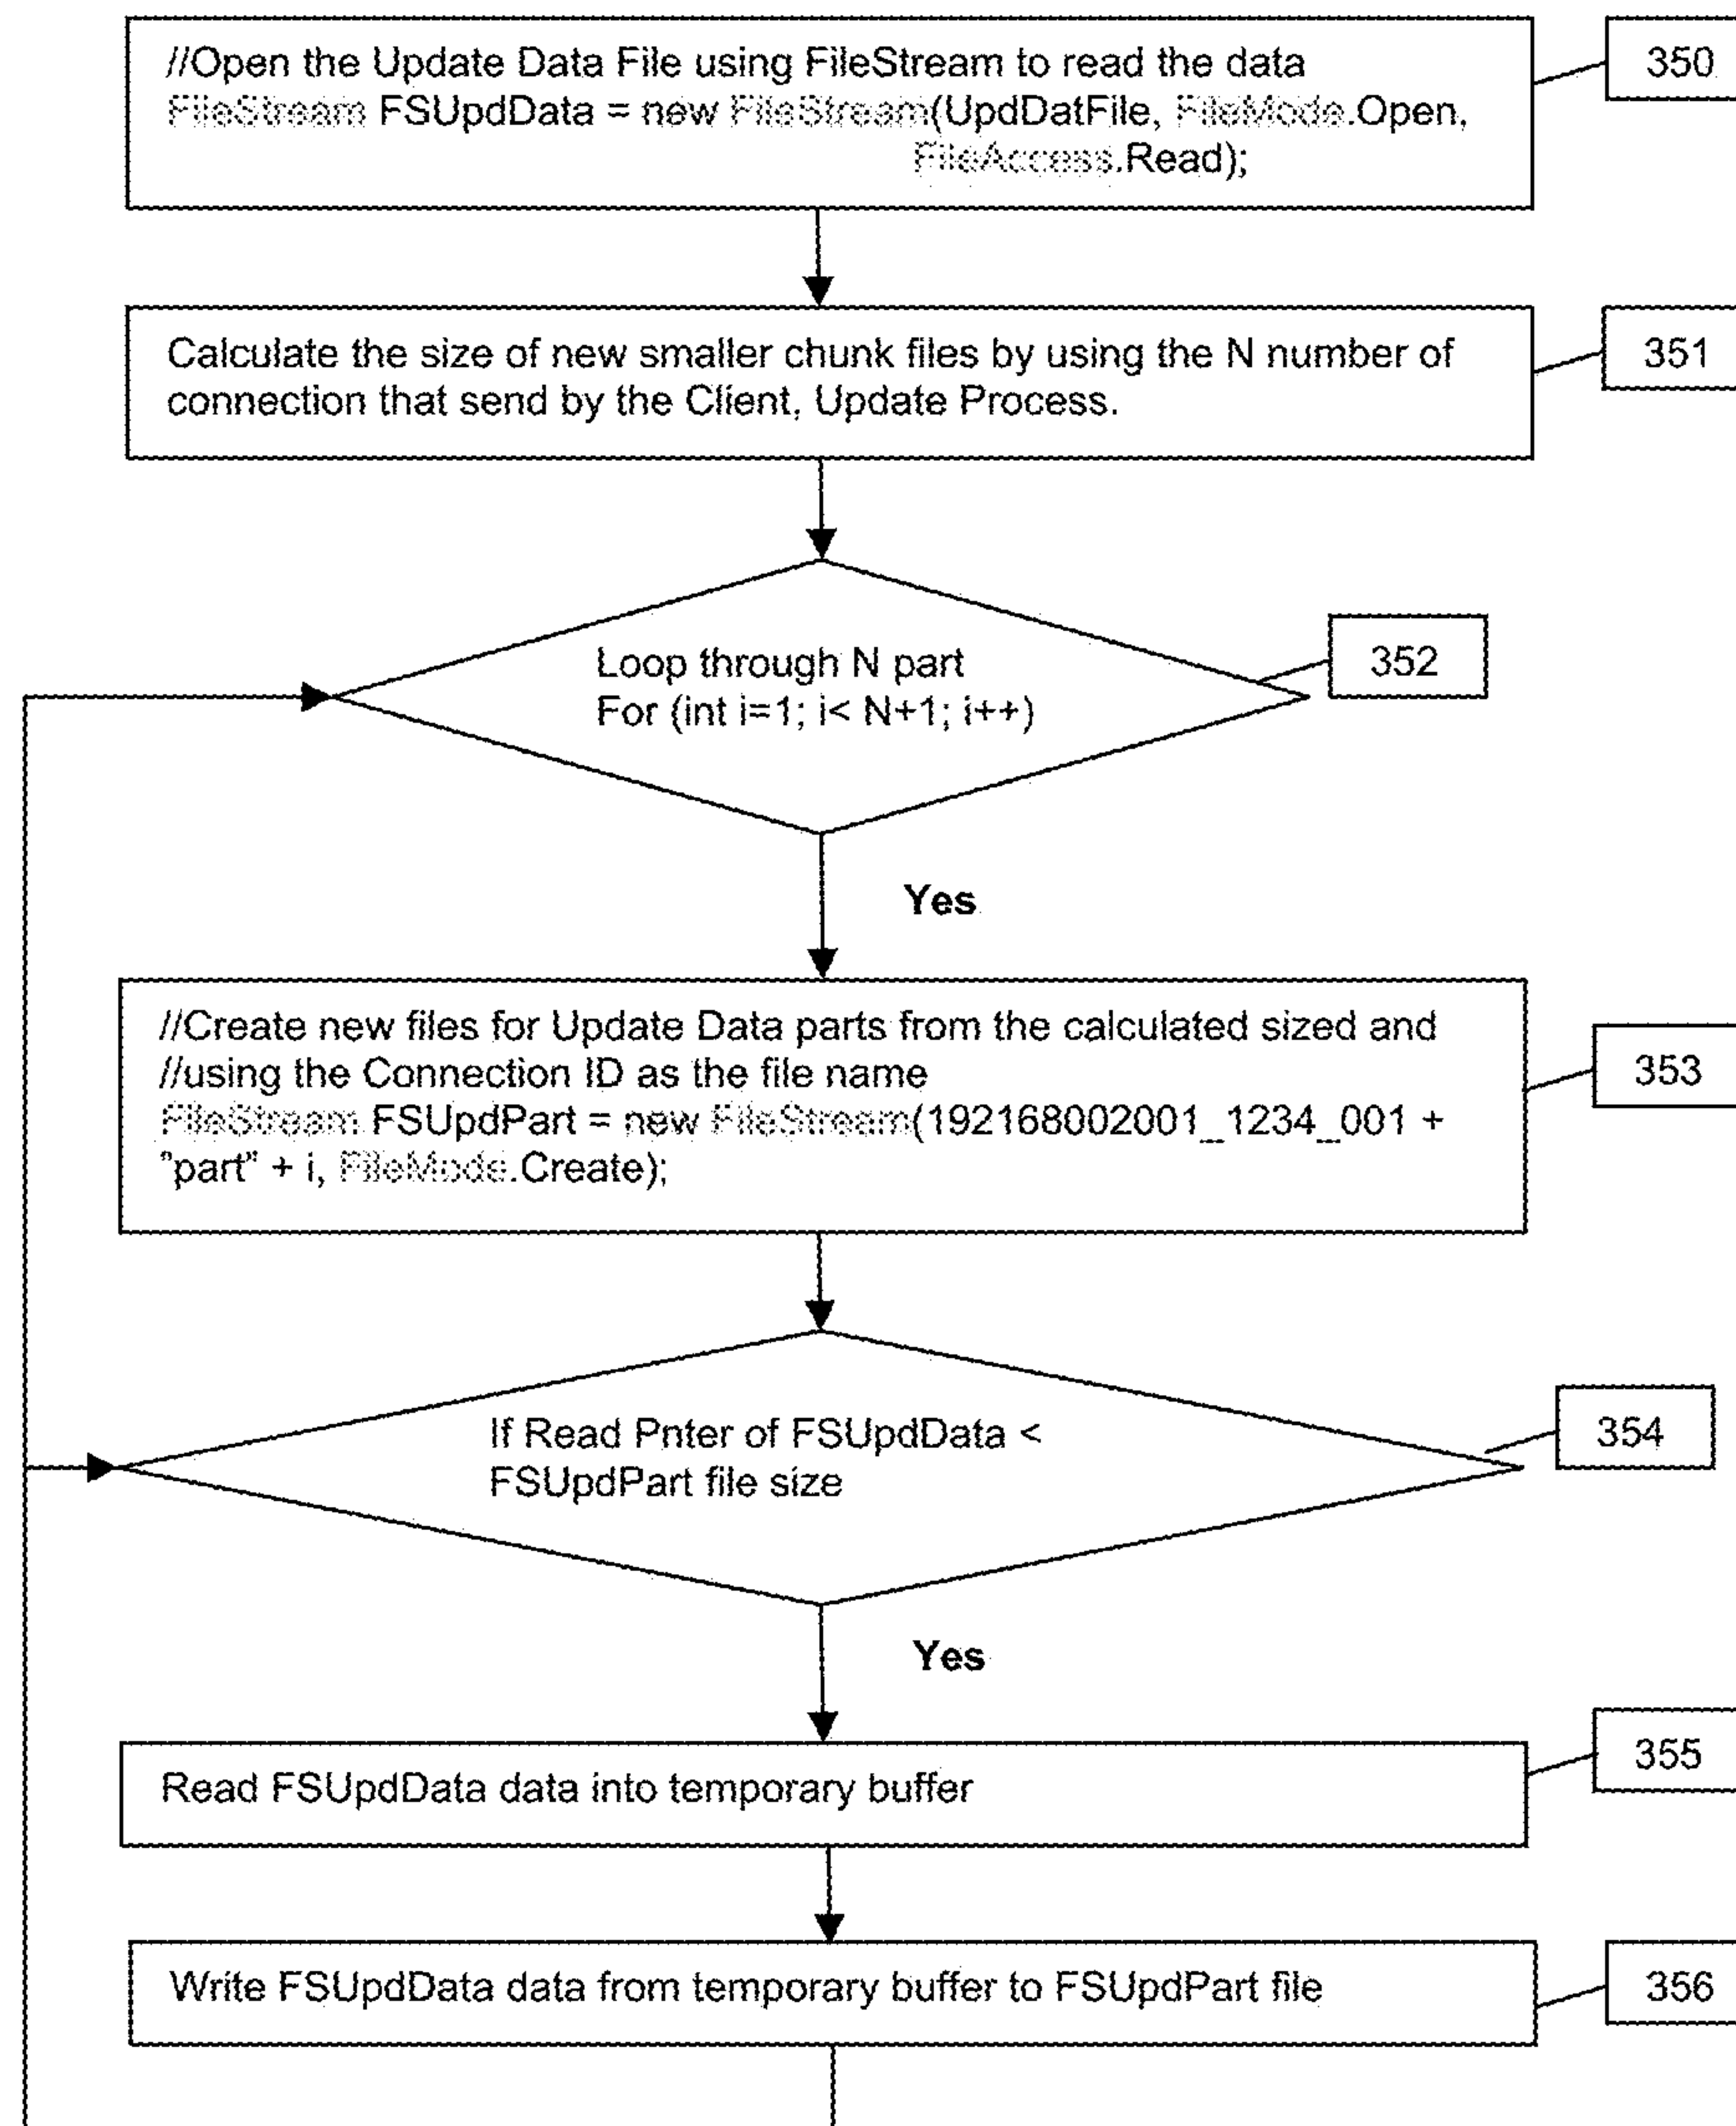 //Open the Update Data File using FileStream to read the data
FileStream FSUpdData = new FileStream(UpdDatFile, FileMode.Open,
FileAccess.Read);
350
Calculate the size of new smaller chunk files by using the N number of
connection that send by the Client, Update Process.
351
Loop through N part
For (int i=1; i< N+1; i++)
352
Yes
//Create new files for Update Data parts from the calculated sized and
//using the Connection ID as the file name
FileStream FSUpdPart = new FileStream(192168002001_1234_001 +
"part" + i, FileMode.Create);
353
If Read Pnter of FSUpdData <
FSUpdPart file size
354
Yes
Read FSUpdData data into temporary buffer
355
Write FSUpdData data from temporary buffer to FSUpdPart file
356